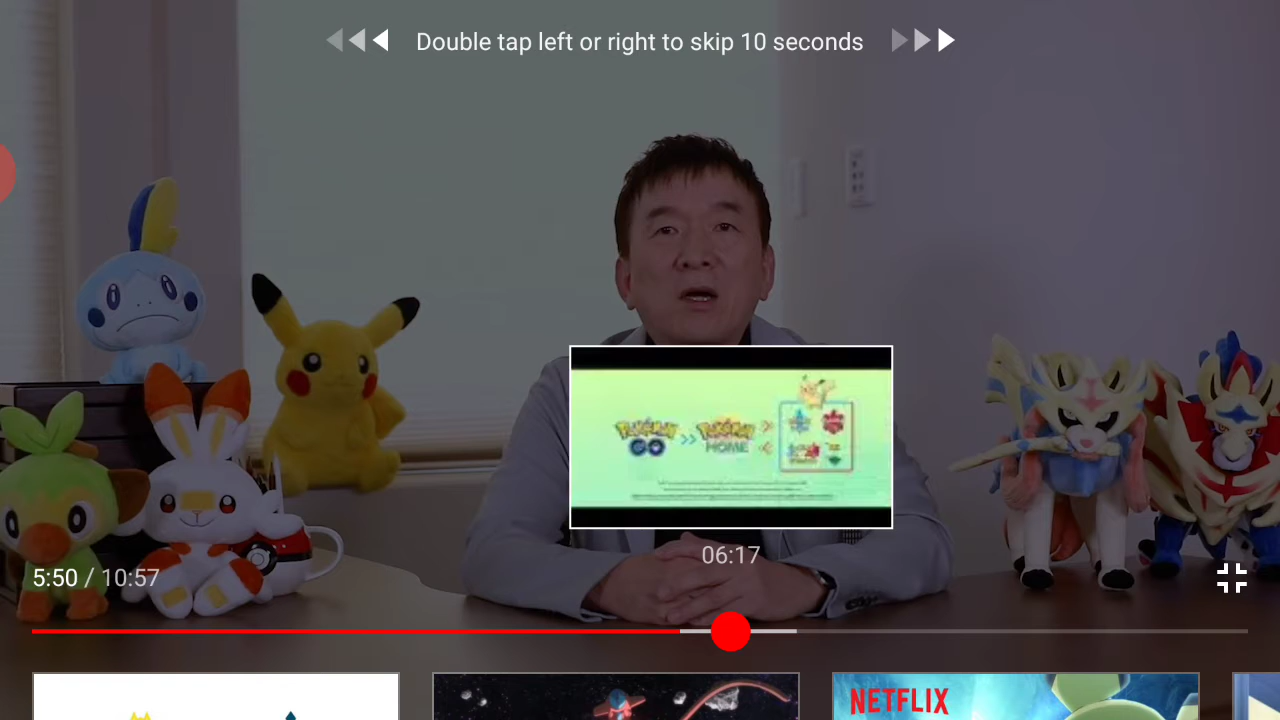 Double tap left or right to skip 10 seconds
Pokémon Pokémon
GO HOME
06:17
5:50 / 10:57
NETFLIX